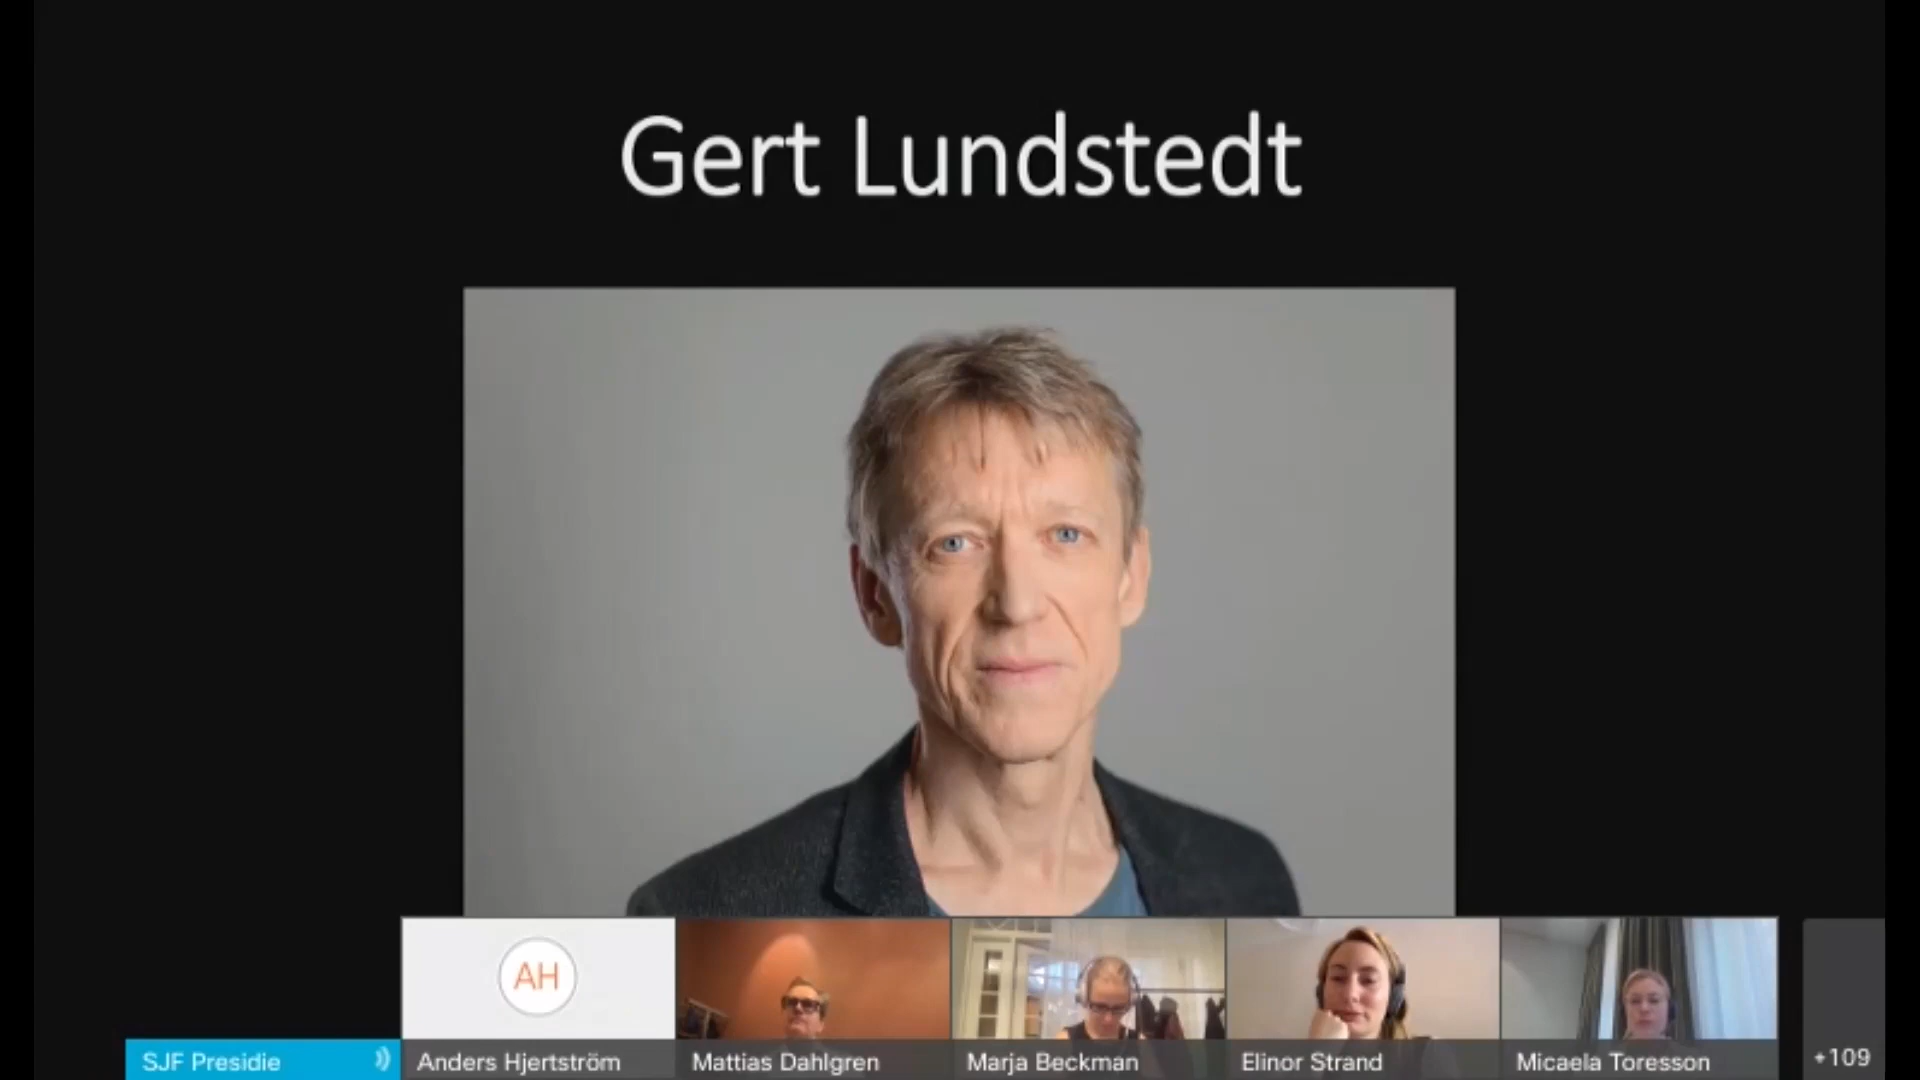 Gert Lundstedt
AH
SJF Presidie
Anders Hjertström
Mattias Dahlgren
Marja Beckman
Elinor Strand
Micaela Toresson
+109